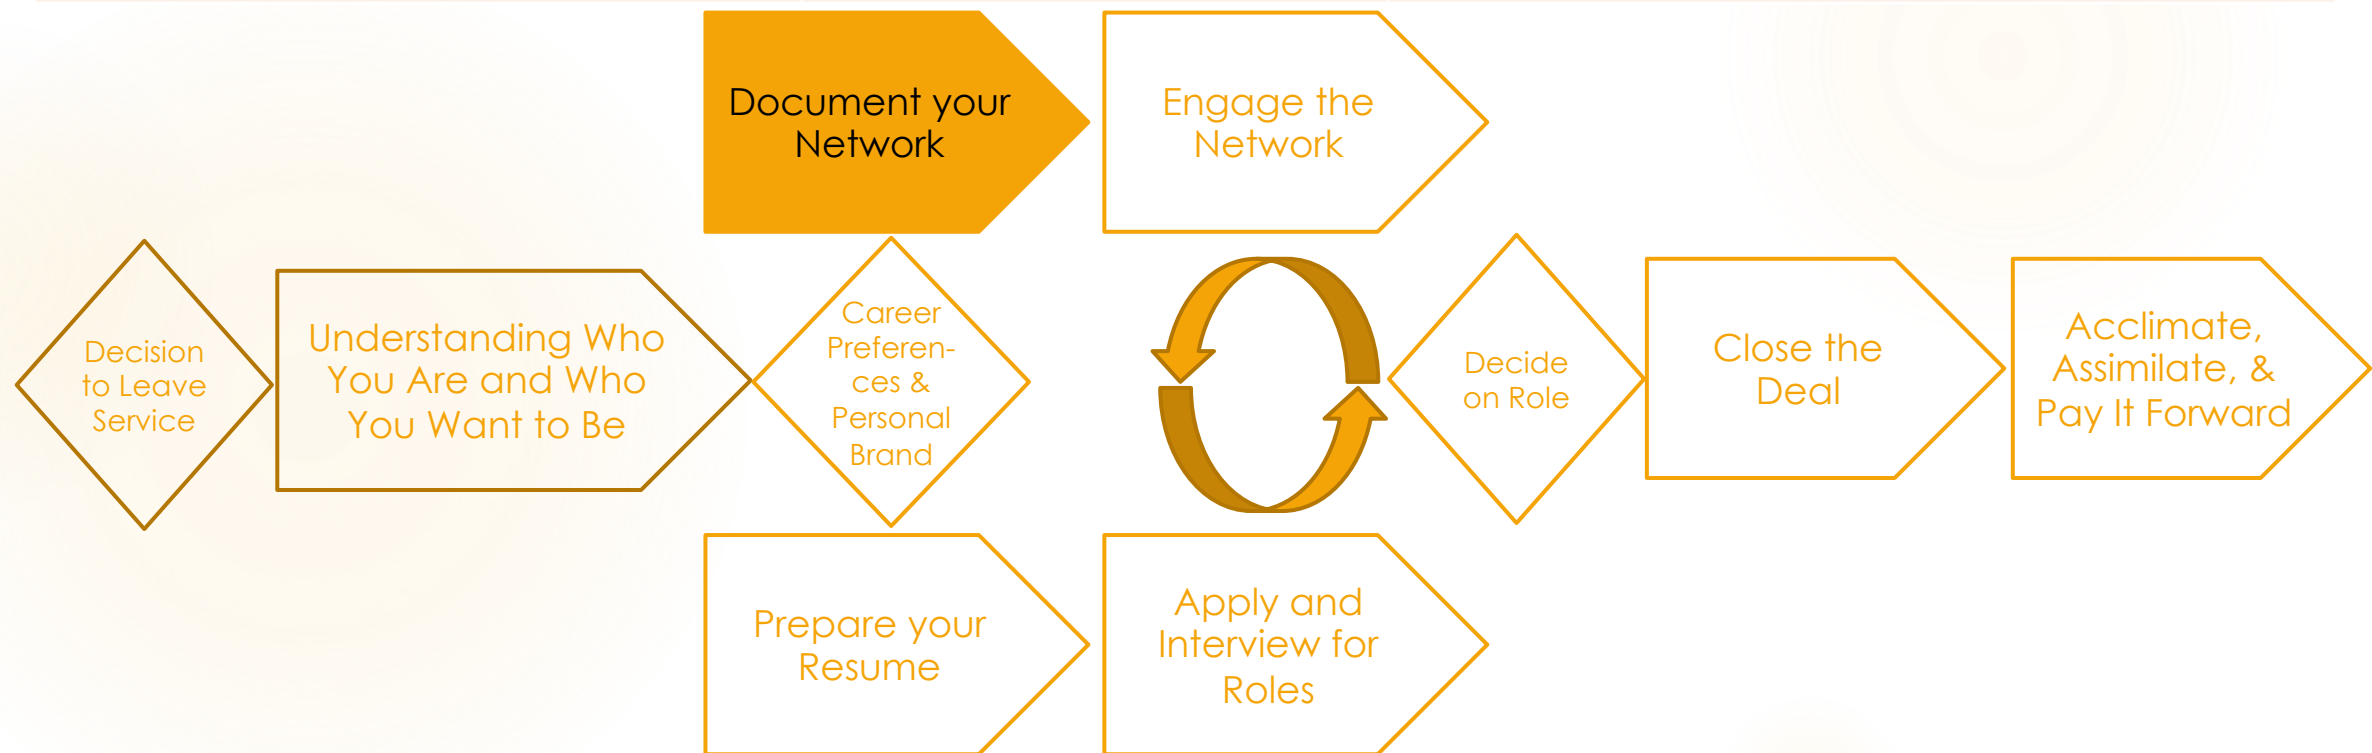 Document your
Network
Engage the
Network
Decision
to Leave
Service
Understanding Who
You Are and Who
You Want to Be
Career
Preferen-
ces &
Personal
Brand
Decide
on Role
Close the
Deal
Acclimate,
Assimilate, &
Pay It Forward
Prepare your
Resume
Apply and
Interview for
Roles